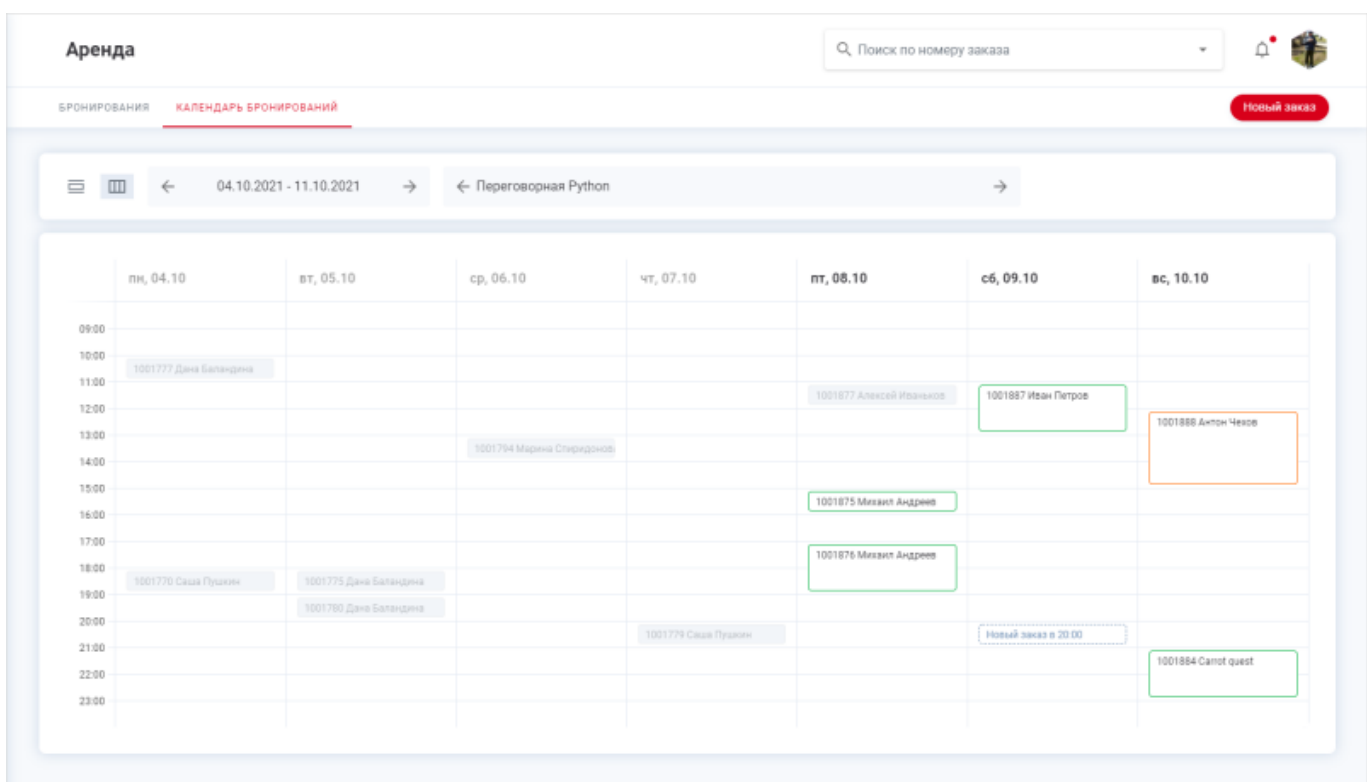 Аренда
Поиск по номеру заказа
БРОНИРОВАНИЯ КАЛЕНДАРЬ БРОНИРОВАНИЙ Новый заказ
04.10.2021 - 11.10.2021 Переговорная Python
пн, 04.10 вт, 05.10 ср, 06.10 чт, 07.10 пт, 08.10 сб, 09.10 вс, 10.10
09:00
10:00
1001777 Дана Баландина
11:00
1001877 Алексей Иваньков 1001887 Иван Петров
12:00
1001888 Антон Чехов
13:00
1001794 Марина Спиридонов
14:00
15:00
1001875 Михаил Андреев
16:00
17:00
1001876 Михаил Андреев
18:00
1001770 Саша Пушкин 1001775 Дана Баландина
19:00
1001780 Дана Баландина
20:00
1001779 Саша Пушкин Новый заказ в 20:00
21:00
1001884 Carrot quest
22:00
23:00